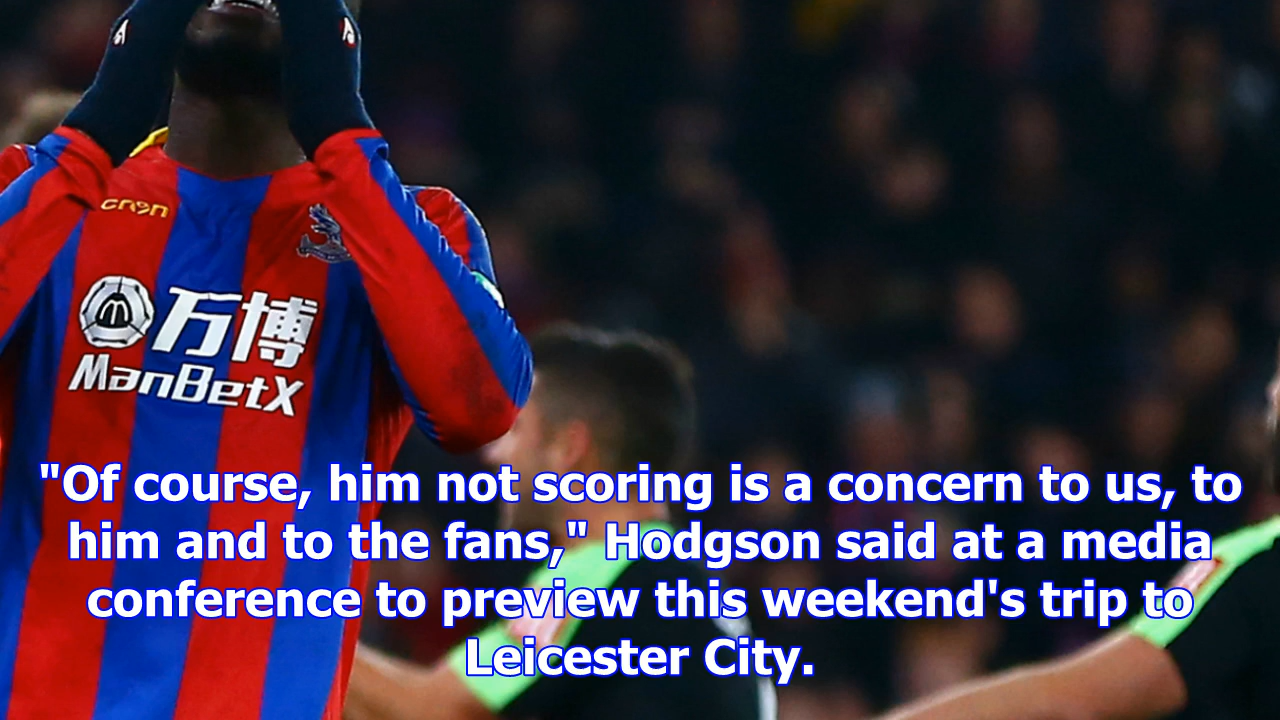 cron
万博
ManBetX
"Of course, him not scoring is a concern to us, to
him and to the fans," Hodgson said at a media
conference to preview this weekend's trip to
Leicester City.